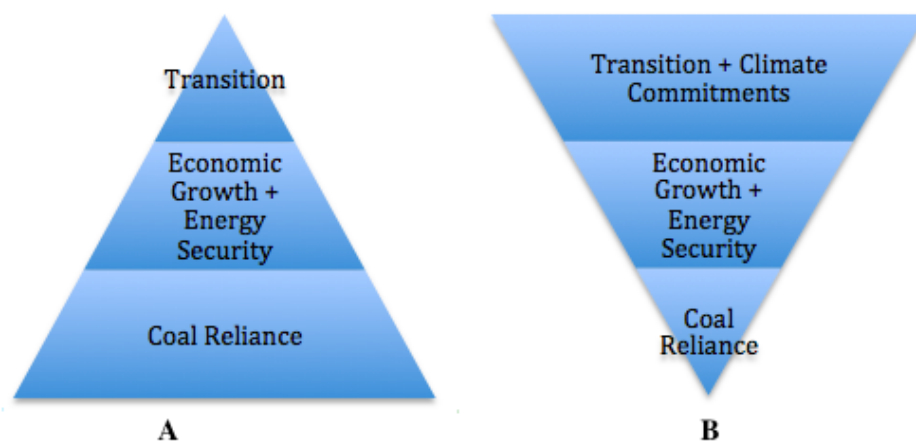 Transition
Economic
Growth +
Energy
Security
Coal Reliance
A
Transition + Climate
Commitments
Economic
Growth +
Energy
Security
Coal
Reliance
B